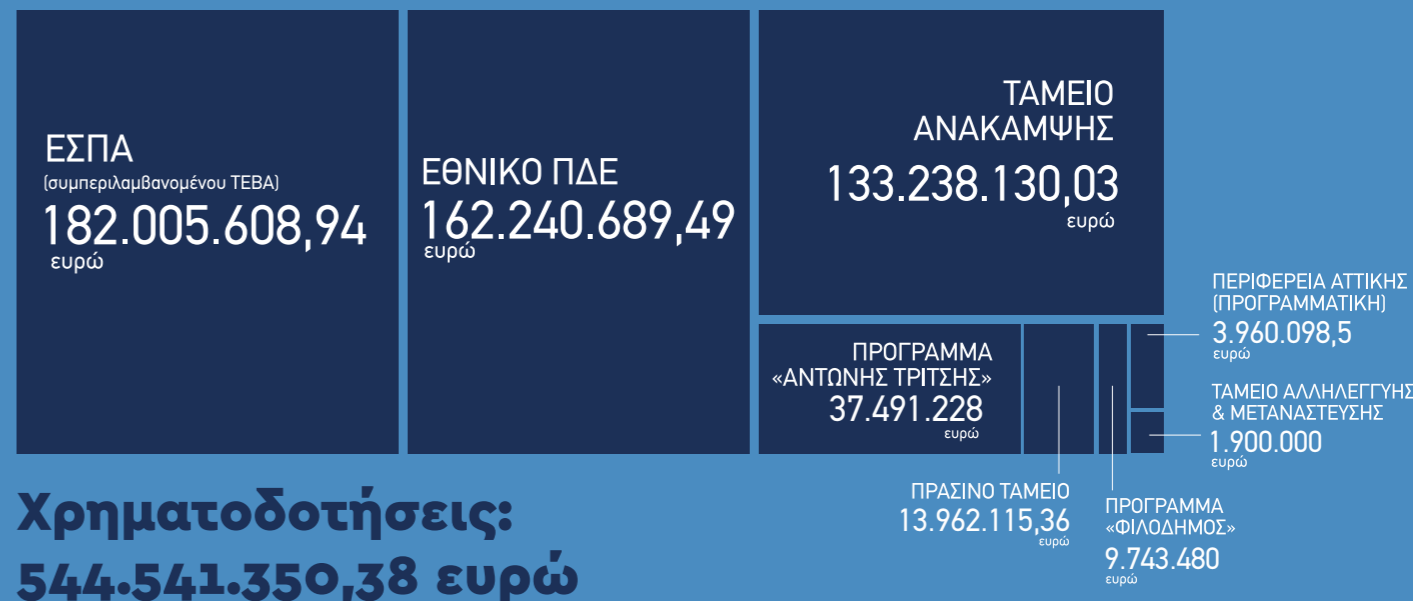 ΕΣΠΑ
(συμπεριλαμβανομένου ΤΕΒΑ)
182.005.608,94
ευρώ
ΕΘΝΙΚΟ ΠΔΕ
162.240.689,49
ευρώ
ΤΑΜΕΙΟ
ΑΝΑΚΑΜΨΗΣ
133.238.130,03
ευρώ
ΠΡΟΓΡΑΜΜΑ
«ΑΝΤΩΝΗΣ ΤΡΙΤΣΗΣ»
37.491.228
ευρώ
ΠΕΡΙΦΕΡΕΙΑ ΑΤΤΙΚΗΣ
(ΠΡΟΓΡΑΜΜΑΤΙΚΗ)
3.960.098,5
ευρώ
ΤΑΜΕΙΟ ΑΛΛΗΛΕΓΓΥΗΣ
& ΜΕΤΑΝΑΣΤΕΥΣΗΣ
1.900.000
ευρώ
ΠΡΑΣΙΝΟ ΤΑΜΕΙΟ
13.962.115,36
ευρώ
ΠΡΟΓΡΑΜΜΑ
«ΦΙΛΟΔΗΜΟΣ»
9.743.480
ευρώ
Χρηματοδοτήσεις:
544.541.350,38 ευρώ